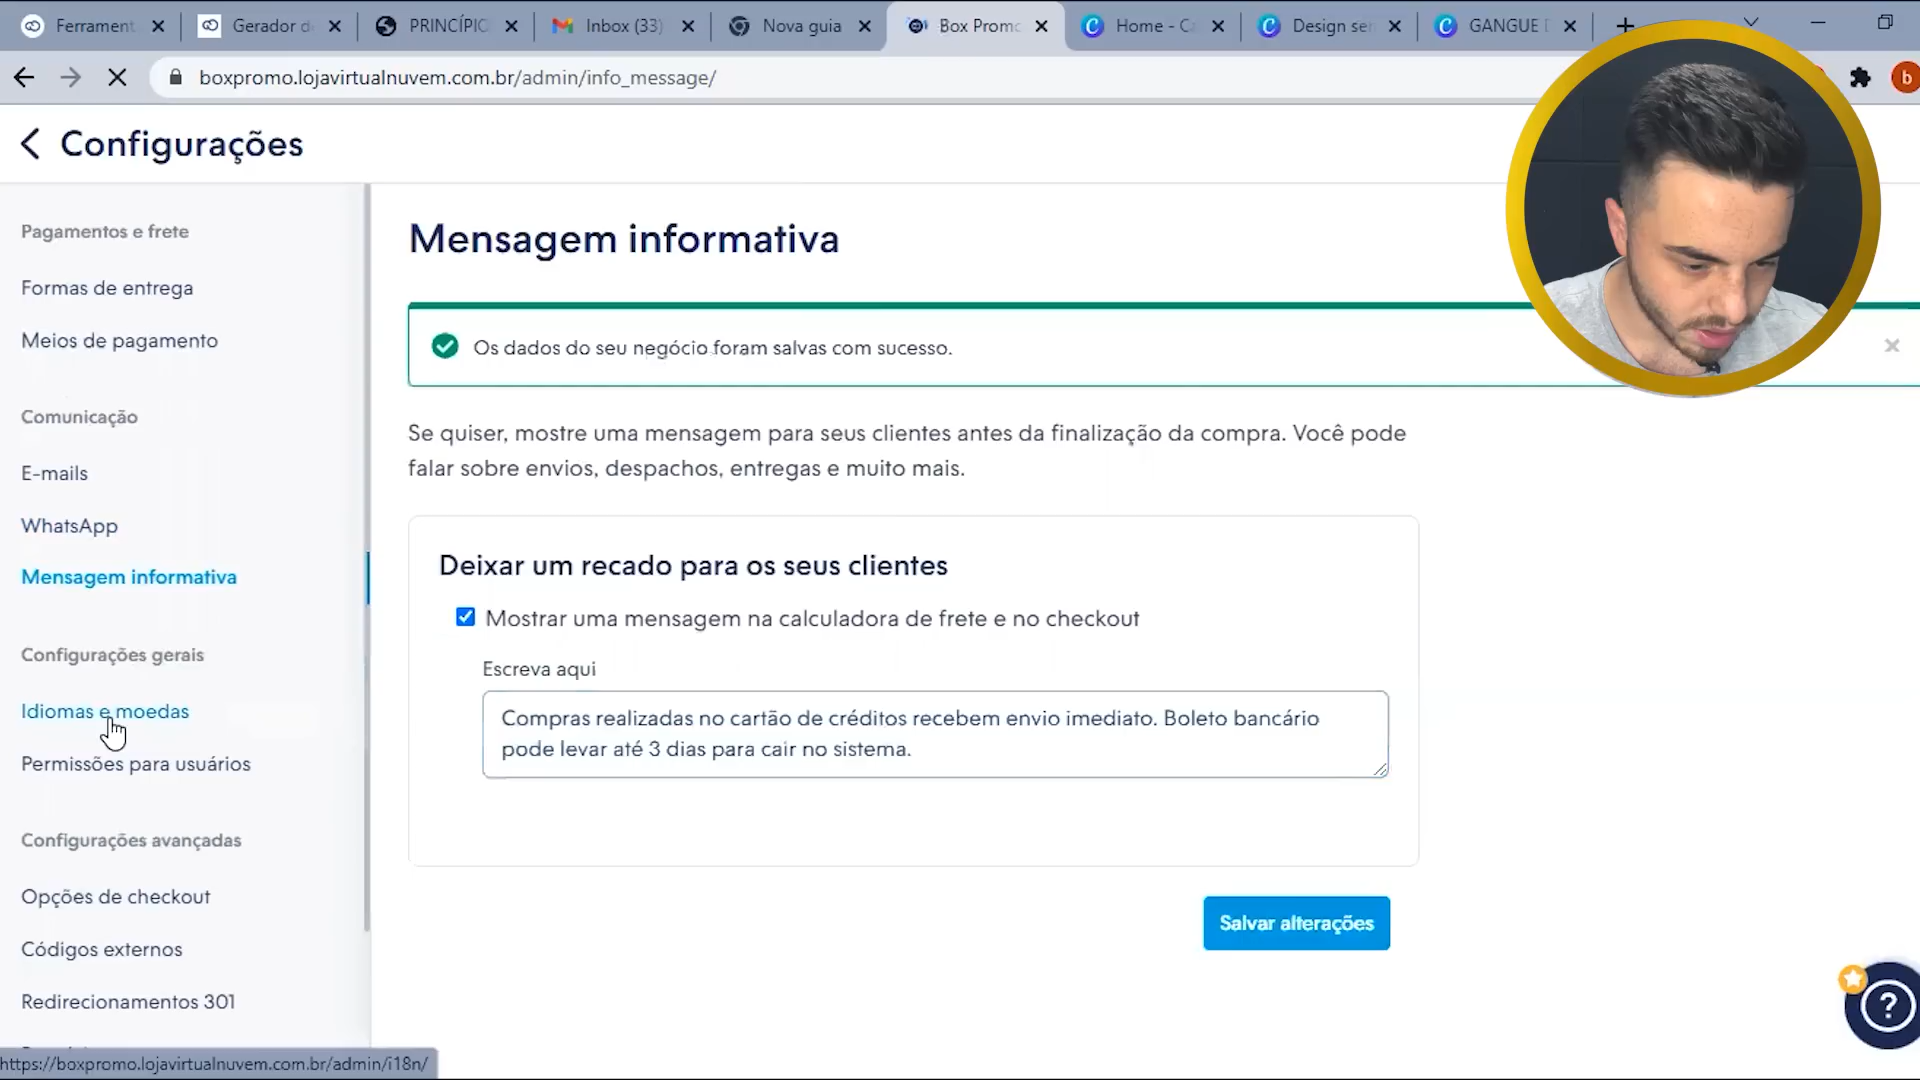 Ferrament
Gerador d
PRINCÍPIO
Inbox (33)
Nova guia
Box Promo
Home - Ca
Design se
GANGUE D
boxpromo.lojavirtualnuvem.com.br/admin/info_message/
b
Configurações
Pagamentos e frete
Formas de entrega
Meios de pagamento
Comunicação
E-mails
WhatsApp
Mensagem informativa
Configurações gerais
Idiomas e moedas
Permissões para usuários
Configurações avançadas
Opções de checkout
Códigos externos
Redirecionamentos 301
https://boxpromo.lojavirtualnuvem.com.br/admin/i18n/
Mensagem informativa
Os dados do seu negócio foram salvas com sucesso.
Se quiser, mostre uma mensagem para seus clientes antes da finalização da compra. Você pode
falar sobre envios, despachos, entregas e muito mais.
Deixar um recado para os seus clientes
Mostrar uma mensagem na calculadora de frete e no checkout
Escreva aqui
Compras realizadas no cartão de créditos recebem envio imediato. Boleto bancário
pode levar até 3 dias para cair no sistema.
Salvar alterações
?